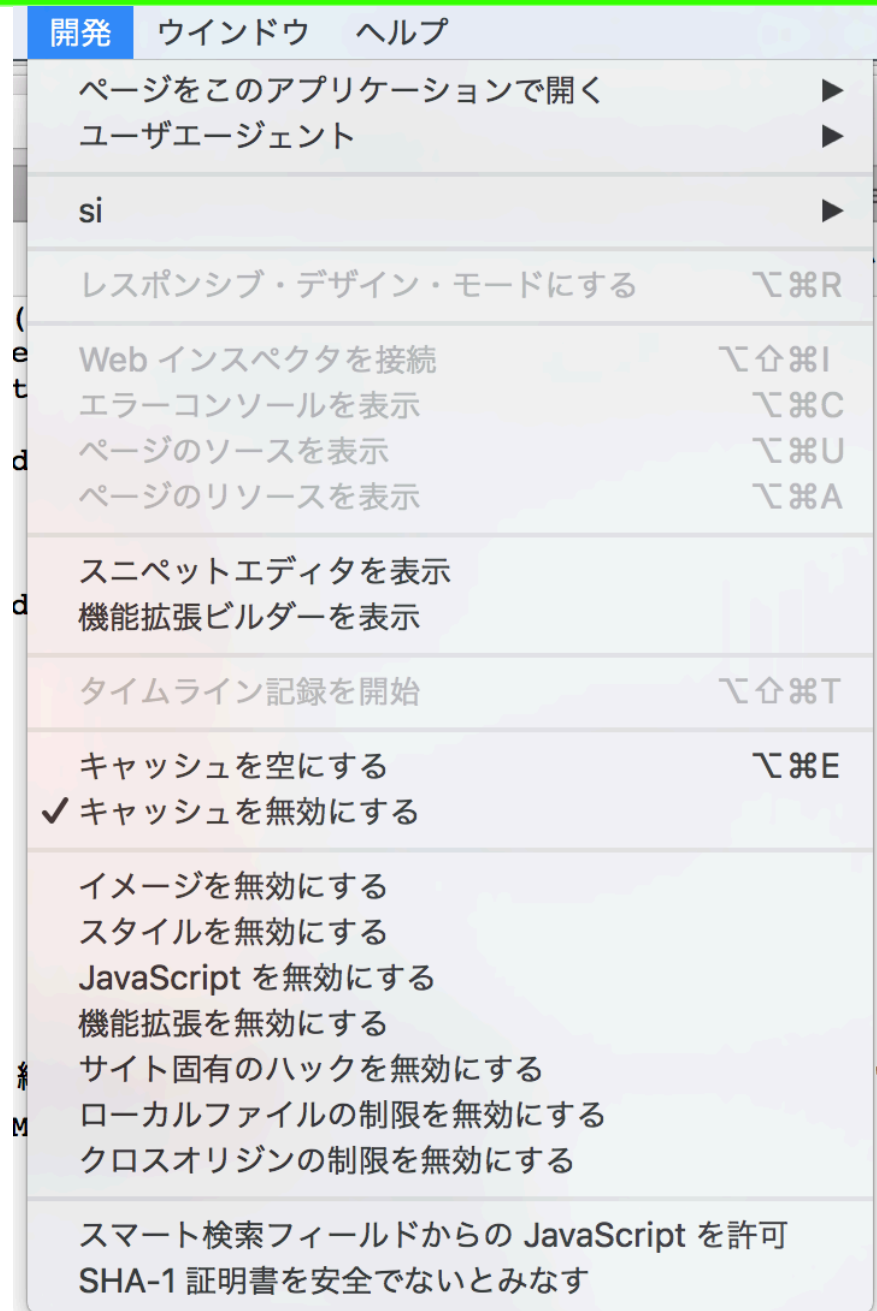 開発 ウインドウ ヘルプ
ページをこのアプリケーションで開く ▶
ユーザエージェント ▶
si ▶
レスポンシブ・デザイン・モードにする ⌥⌘R
Web インスペクタを接続 ⌥⇧⌘I
エラーコンソールを表示 ⌥⌘C
ページのソースを表示 ⌥⌘U
ページのリソースを表示 ⌥⌘A
スニペットエディタを表示
機能拡張ビルダーを表示
タイムライン記録を開始 ⌥⇧⌘T
キャッシュを空にする ⌥⌘E
✓キャッシュを無効にする
イメージを無効にする
スタイルを無効にする
JavaScript を無効にする
機能拡張を無効にする
サイト固有のハックを無効にする
ローカルファイルの制限を無効にする
クロスオリジンの制限を無効にする
スマート検索フィールドからの JavaScript を許可
SHA-1 証明書を安全でないとみなす